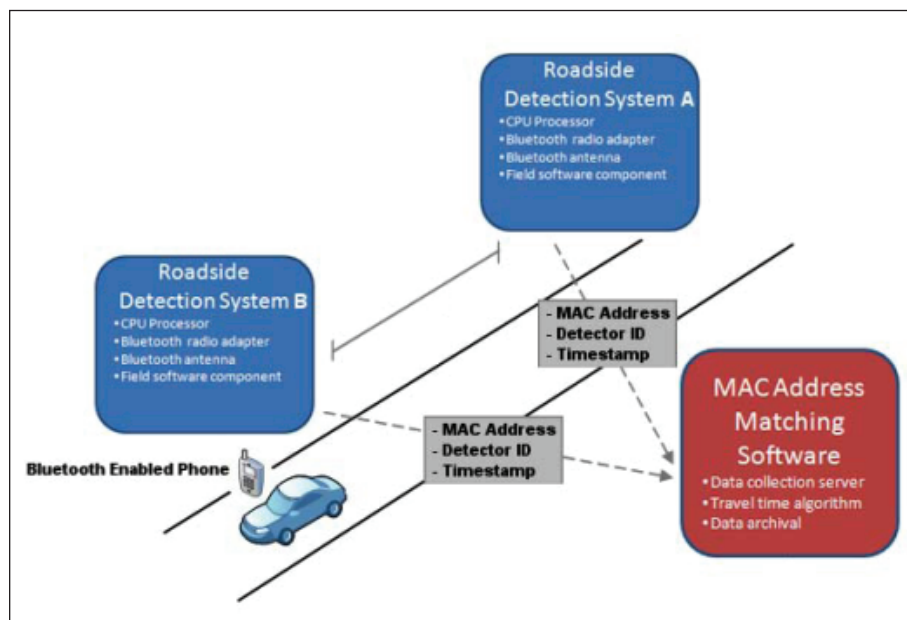 Roadside
Detection System A
•CPU Processor
•Bluetooth radio adapter
•Bluetooth antenna
•Field software component
Roadside
Detection System B
•CPU Processor
•Bluetooth radio adapter
•Bluetooth antenna
•Field software component
- MAC Address
- Detector ID
- Timestamp
MAC Address
Matching
Software
•Data collection server
•Travel time algorithm
•Data archival
- MAC Address
- Detector ID
- Timestamp
Bluetooth Enabled Phone